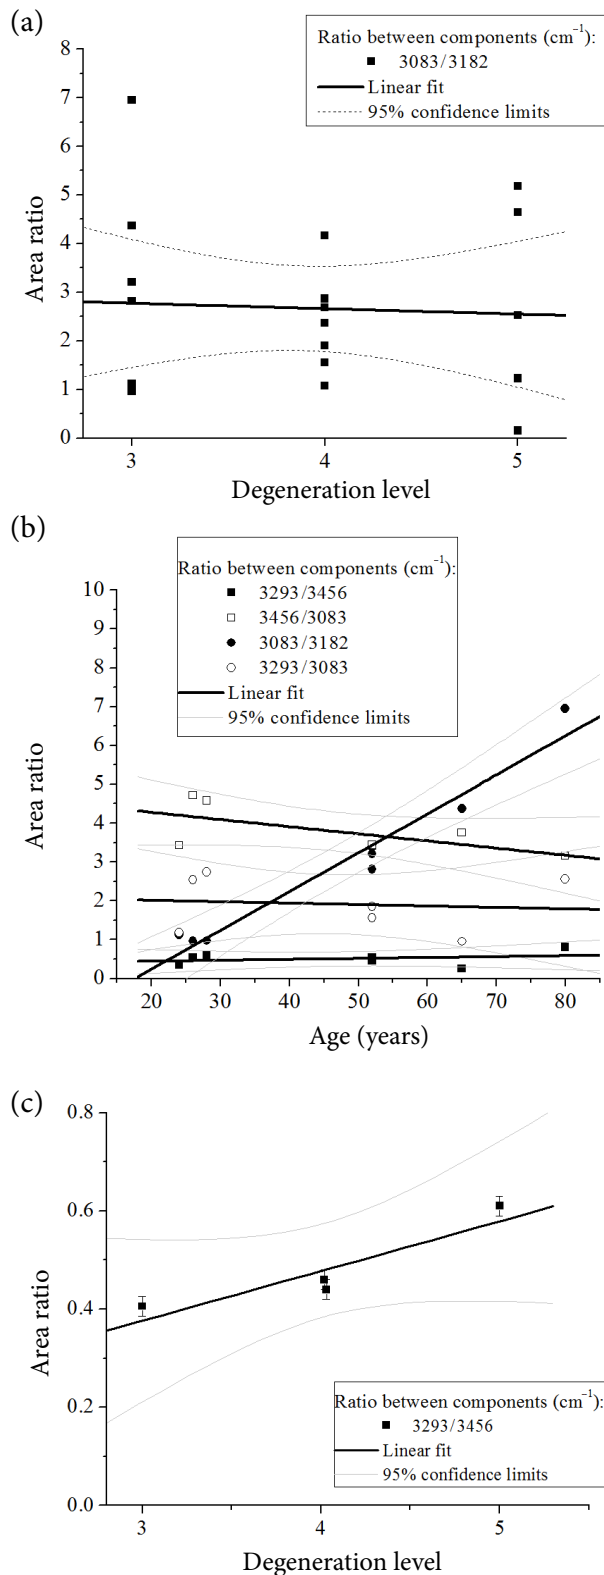 (a)
Ratio between components (cm⁻¹):
3083/3182
Linear fit
95% confidence limits
8
7
6
5
4
3
2
1
0
Area ratio
3
4
5
Degeneration level
(b)
Ratio between components (cm⁻¹):
3293/3456
3456/3083
3083/3182
3293/3083
Linear fit
95% confidence limits
10
9
8
7
6
5
4
3
2
1
0
Area ratio
20
30
40
50
60
70
80
Age (years)
(c)
0.8
0.6
0.4
0.2
0.0
Area ratio
Ratio between components (cm⁻¹):
3293/3456
Linear fit
95% confidence limits
3
4
5
Degeneration level